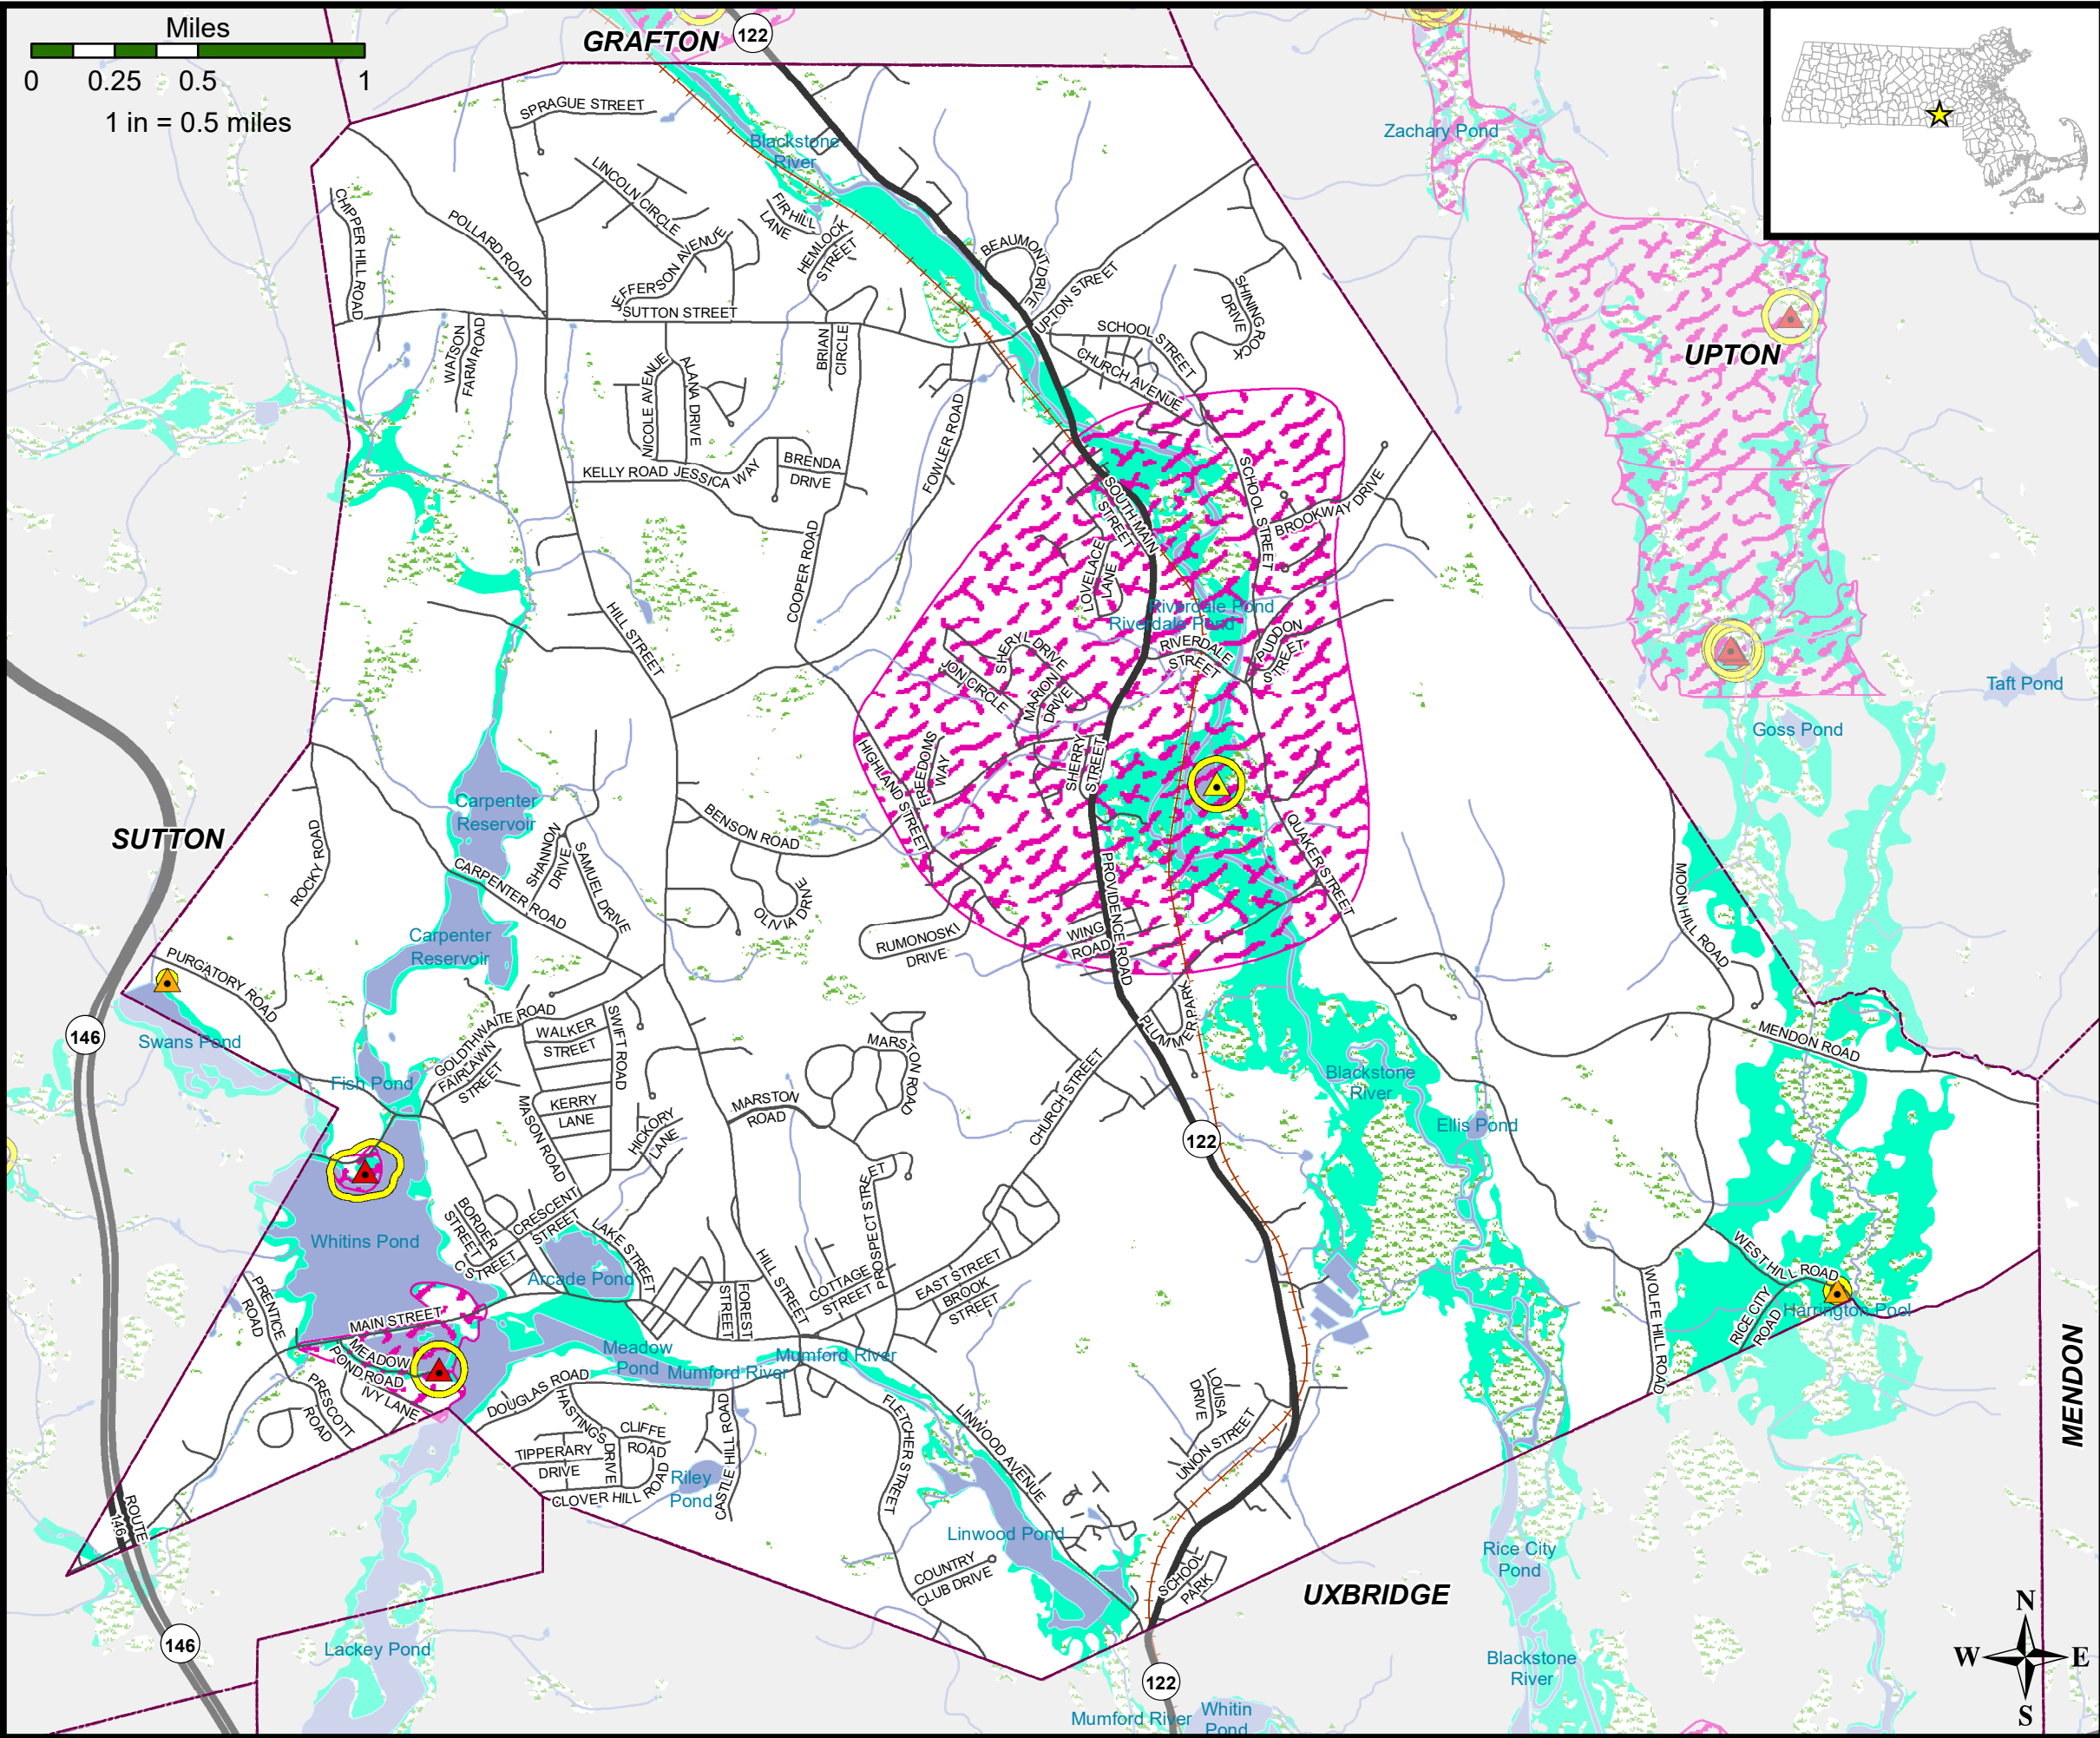 Miles
0 0.25 0.5 1
1 in = 0.5 miles
GRAFTON
122
SPRAGUE STREET
Blackstone
River
Zachary Pond
LINCOLN CIRCLE
CHIPPER HILL ROAD
POLLARD ROAD
FIR HILL
LANE
HEMLOCK
STREET
JEFFERSON AVENUE
BEAUMONT DRIVE
UPTON STREET
SHINING ROCK
DRIVE
SUTTON STREET
WATSON
FARM ROAD
BRIAN
CIRCLE
SCHOOL STREET
CHURCH AVENUE
UPTON
NICOLE AVENUE
ALANA DRIVE
FOWLER ROAD
KELLY ROAD
JESSICA WAY
BRENDA
DRIVE
SOUTH MAIN
STREET
SCHOOL STREET
BROOKWAY DRIVE
COOPER ROAD
LOVELACE
LANE
HILL STREET
Riverdale Pond
Riverdale Pond
RIVERDALE
STREET
FUDDON
STREET
SHERYL DRIVE
JON CIRCLE
MARION
DRIVE
Taft Pond
Goss Pond
HIGHLAND STREET
FREEDOMS
WAY
SHERRY
STREET
Carpenter
Reservoir
SUTTON
ROCKY ROAD
BENSON ROAD
SHANNON
DRIVE
SAMUEL DRIVE
CARPENTER ROAD
OLIVIA DRIVE
QUAKER STREET
PROVIDENCE ROAD
MOON HILL ROAD
Carpenter
Reservoir
RUMONOSKI
DRIVE
WING
ROAD
PURGATORY ROAD
146
Swans Pond
GOLDTHWAITE ROAD
WALKER
STREET
SWIFT ROAD
FAIRLAWN
STREET
PLUMMER PARK
MARSTON ROAD
MENDON ROAD
Fish Pond
KERRY
LANE
MASON ROAD
HICKORY
LANE
MARSTON
ROAD
CHURCH STREET
Blackstone
River
Ellis Pond
122
Whitins Pond
BORDER
STREET
CRESCENT
STREET
C STREET
LAKE STREET
Arcade Pond
PROSPECT STREET
HILL STREET
COTTAGE
STREET
EAST STREET
BROOK
STREET
FOREST
STREET
WEST HILL ROAD
RICE CITY
ROAD
Harrington Pool
WOLFE HILL ROAD
PRENTICE
ROAD
MAIN STREET
MEADOW
POND ROAD
IVY LANE
PRESCOTT
ROAD
Meadow
Pond
Mumford River
Mumford River
DOUGLAS ROAD
HASTINGS DRIVE
CLIFFE
ROAD
TIPPERARY
DRIVE
CLOVER HILL ROAD
Riley
Pond
CASTLE HILL ROAD
FLETCHER STREET
LINWOOD AVENUE
LOUISA
DRIVE
UNION STREET
MENDON
ROUTE
146
Linwood Pond
COUNTRY
CLUB DRIVE
SCHOOL
PARK
Rice City
Pond
UXBRIDGE
146
Lackey Pond
122
Mumford River
Whitin
Pond
Blackstone
River
N
W E
S